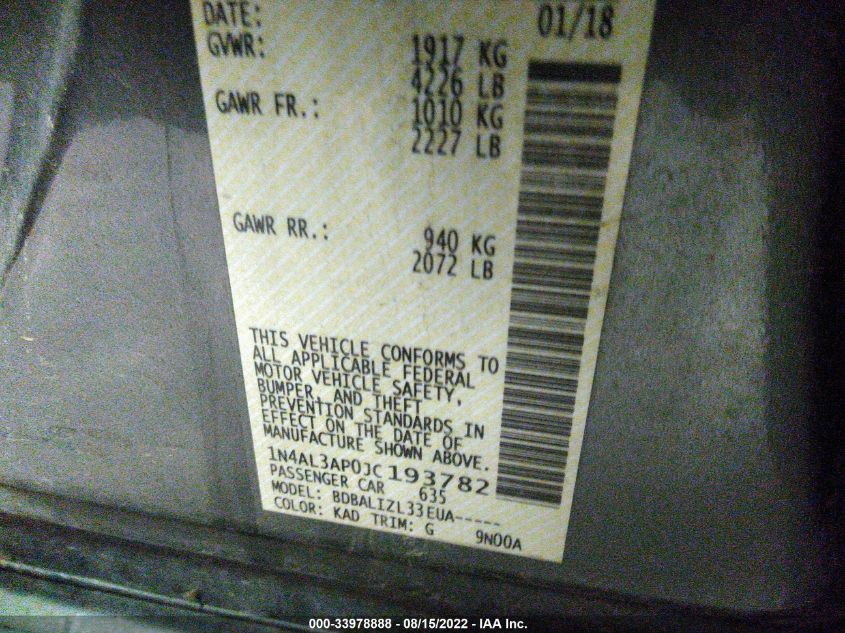 DATE: 01/18
GVWR: 1917 KG
4226 LB
GAWR FR.: 1010 KG
2227 LB
GAWR RR.: 940 KG
2072 LB
THIS VEHICLE CONFORMS TO
ALL APPLICABLE FEDERAL
MOTOR VEHICLE SAFETY,
BUMPER, AND THEFT
PREVENTION STANDARDS IN
EFFECT ON THE DATE OF
MANUFACTURE SHOWN ABOVE.
1N4AL3AP0JC193782
PASSENGER CAR 635
MODEL: BDBALIZL33EUA-----
COLOR: KAD TRIM: G 9N00A
000-33978888 - 08/15/2022 - IAA Inc.